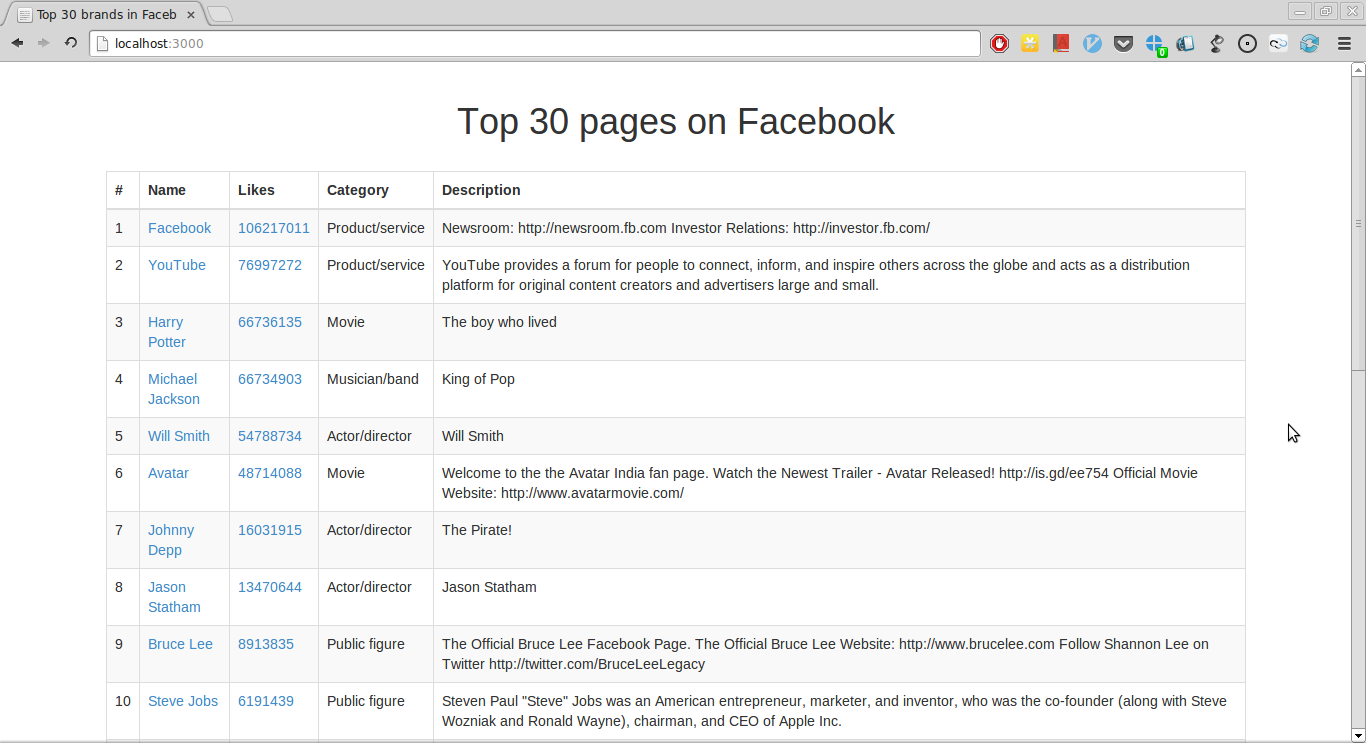 Top 30 brands in Faceb
localhost:3000
0
Top 30 pages on Facebook
# Name Likes Category Description
1 Facebook 106217011 Product/service Newsroom: http://newsroom.fb.com Investor Relations: http://investor.fb.com/
2 YouTube 76997272 Product/service YouTube provides a forum for people to connect, inform, and inspire others across the globe and acts as a distribution
platform for original content creators and advertisers large and small.
3 Harry 66736135 Movie The boy who lived
Potter
4 Michael 66734903 Musician/band King of Pop
Jackson
5 Will Smith 54788734 Actor/director Will Smith
6 Avatar 48714088 Movie Welcome to the the Avatar India fan page. Watch the Newest Trailer - Avatar Released! http://is.gd/ee754 Official Movie
Website: http://www.avatarmovie.com/
7 Johnny 16031915 Actor/director The Pirate!
Depp
8 Jason 13470644 Actor/director Jason Statham
Statham
9 Bruce Lee 8913835 Public figure The Official Bruce Lee Facebook Page. The Official Bruce Lee Website: http://www.brucelee.com Follow Shannon Lee on
Twitter http://twitter.com/BruceLeeLegacy
10 Steve Jobs 6191439 Public figure Steven Paul "Steve" Jobs was an American entrepreneur, marketer, and inventor, who was the co-founder (along with Steve
Wozniak and Ronald Wayne), chairman, and CEO of Apple Inc.